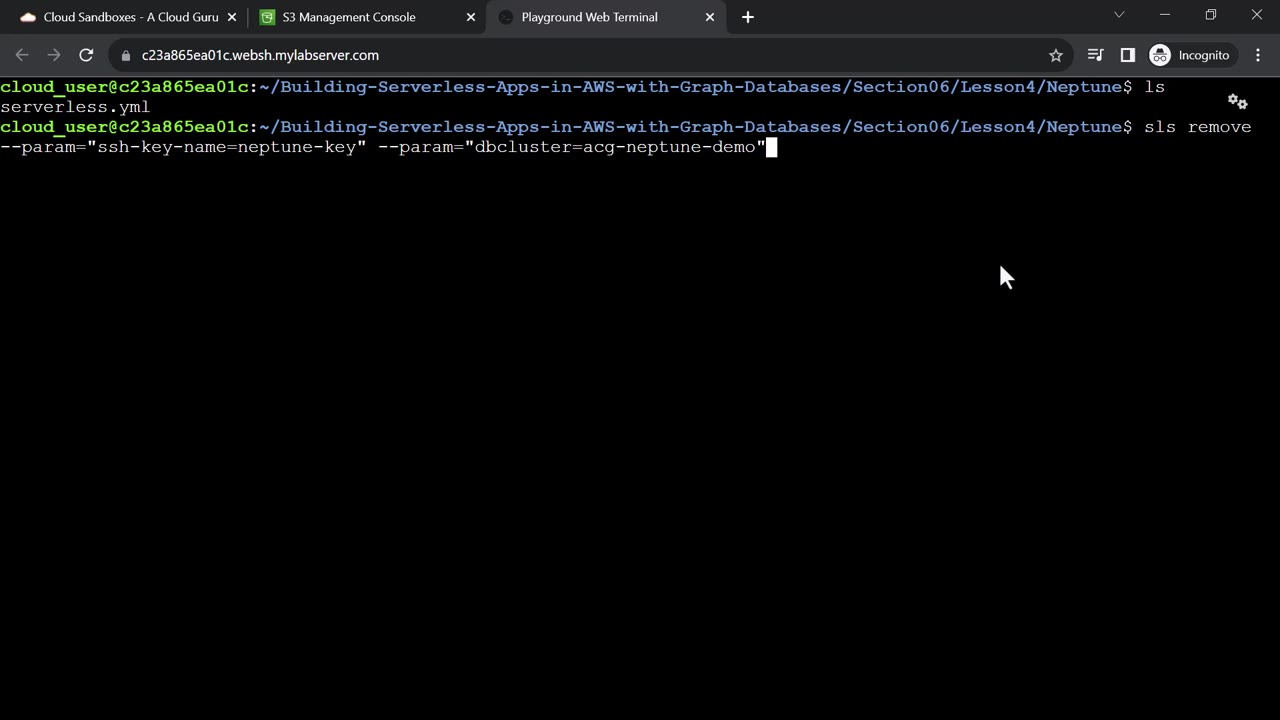 Cloud Sandboxes - A Cloud Guru
S3 Management Console
Playground Web Terminal
c23a865ea01c.websh.mylabserver.com
Incognito
cloud_user@c23a865ea01c:~/Building-Serverless-Apps-in-AWS-with-Graph-Databases/Section06/Lesson4/Neptune$ ls
serverless.yml
cloud_user@c23a865ea01c:~/Building-Serverless-Apps-in-AWS-with-Graph-Databases/Section06/Lesson4/Neptune$ sls remove
--param="ssh-key-name=neptune-key" --param="dbcluster=acg-neptune-demo"